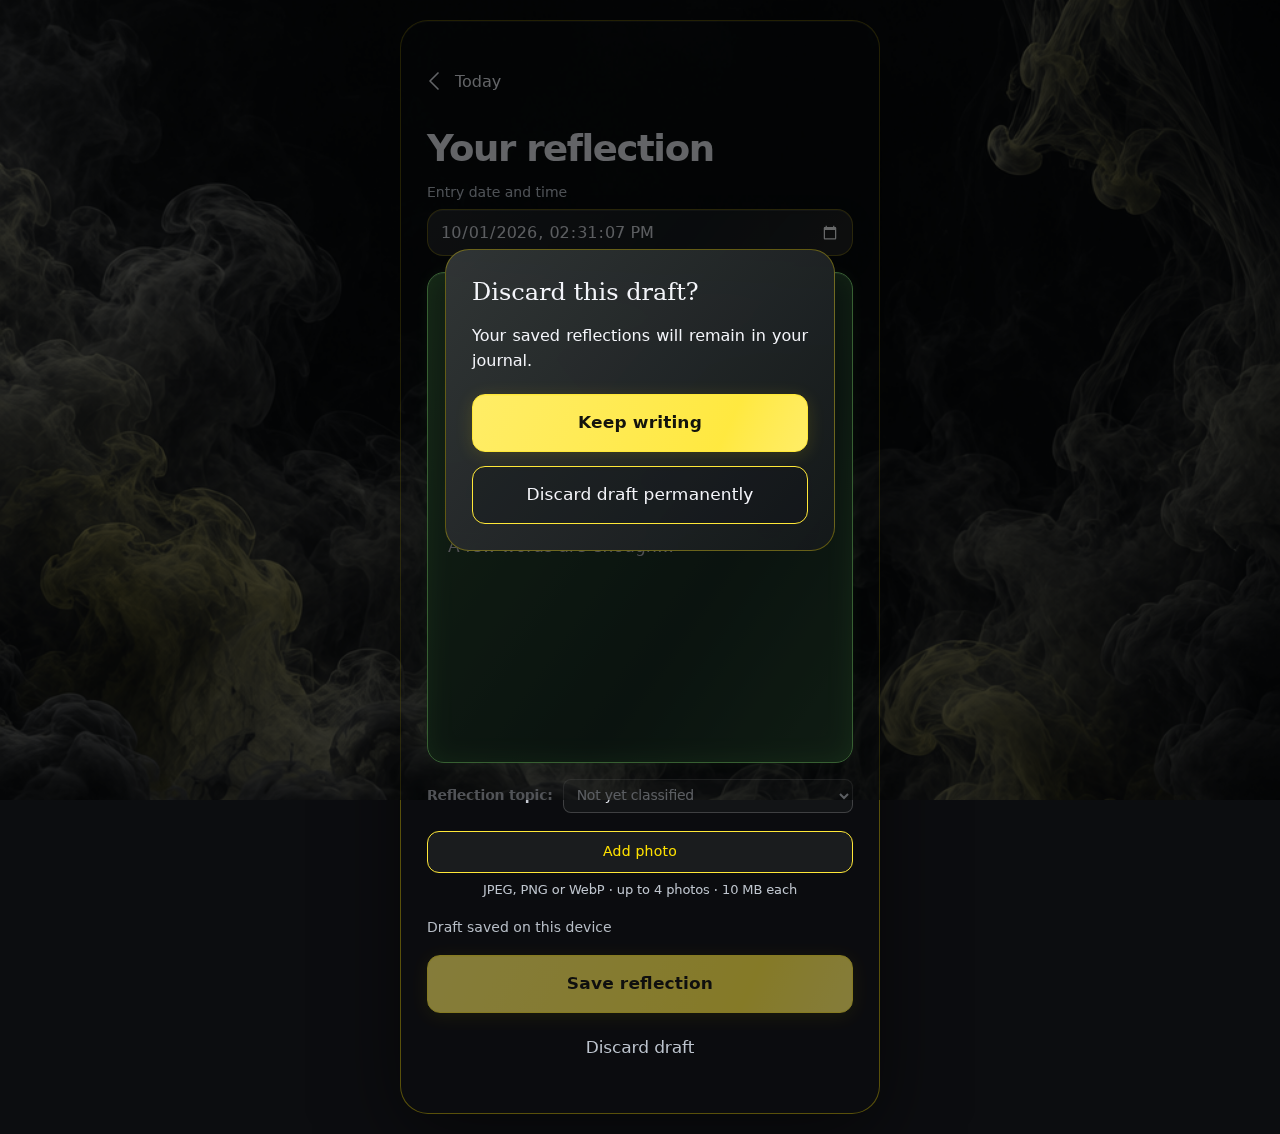 Today
Your reflection
Entry date and time
10/01/2026, 02:31:07 PM
Discard this draft?
Your saved reflections will remain in your
journal.
Keep writing
Discard draft permanently
Reflection topic: Not yet classified
Add photo
JPEG, PNG or WebP · up to 4 photos · 10 MB each
Draft saved on this device
Save reflection
Discard draft